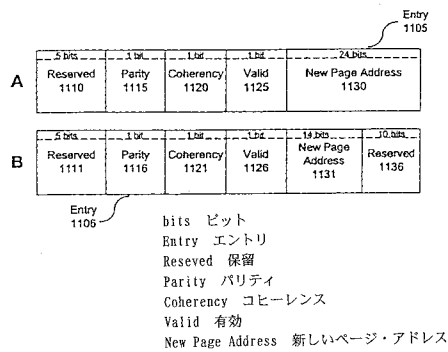 Entry
1105
A
5 bits 1 bit 1 bit 1 bit 24 bits
Reserved Parity Coherency Valid New Page Address
1110 1115 1120 1125 1130
B
5 bits 1 bit 1 bit 1 bit 14 bits 10 bits
Reserved Parity Coherency Valid New Page Address Reserved
1111 1116 1121 1126 1131 1136
Entry
1106
bits ビット
Entry エントリ
Reseved 保留
Parity パリティ
Coherency コヒーレンス
Valid 有効
New Page Address 新しいページ・アドレス